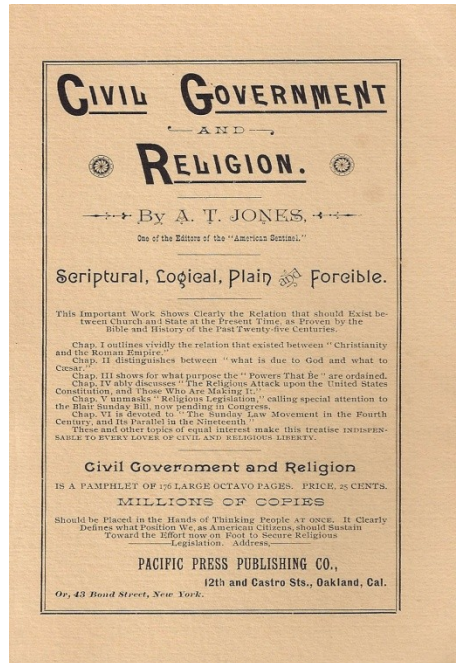 CIVIL GOVERNMENT
AND
RELIGION.
By A. T. JONES,
One of the Editors of the "American Sentinel."
Scriptural, Logical, Plain and Forcible.
This Important Work Shows Clearly the Relation that should Exist be-
tween Church and State at the Present Time, as Proven by the
Bible and History of the Past Twenty-five Centuries.
Chap. I outlines vividly the relation that existed between "Christianity
and the Roman Empire."
Chap. II distinguishes between "what is due to God and what to
Cæsar."
Chap. III shows for what purpose the "Powers That Be" are ordained.
Chap. IV ably discusses "The Religious Attack upon the United States
Constitution, and Those Who Are Making It."
Chap. V unmasks "Religious Legislation," calling special attention to
the Blair Sunday Bill, now pending in Congress.
Chap. VI is devoted to "The Sunday Law Movement in the Fourth
Century, and Its Parallel in the Nineteenth."
These and other topics of equal interest make this treatise INDISPEN-
SABLE TO EVERY LOVER OF CIVIL AND RELIGIOUS LIBERTY.
Civil Government and Religion
IS A PAMPHLET OF 176 LARGE OCTAVO PAGES. PRICE, 25 CENTS.
MILLIONS OF COPIES
Should be Placed in the Hands of Thinking People AT ONCE. It Clearly
Defines what Position We, as American Citizens, should Sustain
Toward the Effort now on Foot to Secure Religious
Legislation. Address,
PACIFIC PRESS PUBLISHING CO.,
12th and Castro Sts., Oakland, Cal.
Or, 43 Bond Street, New York.